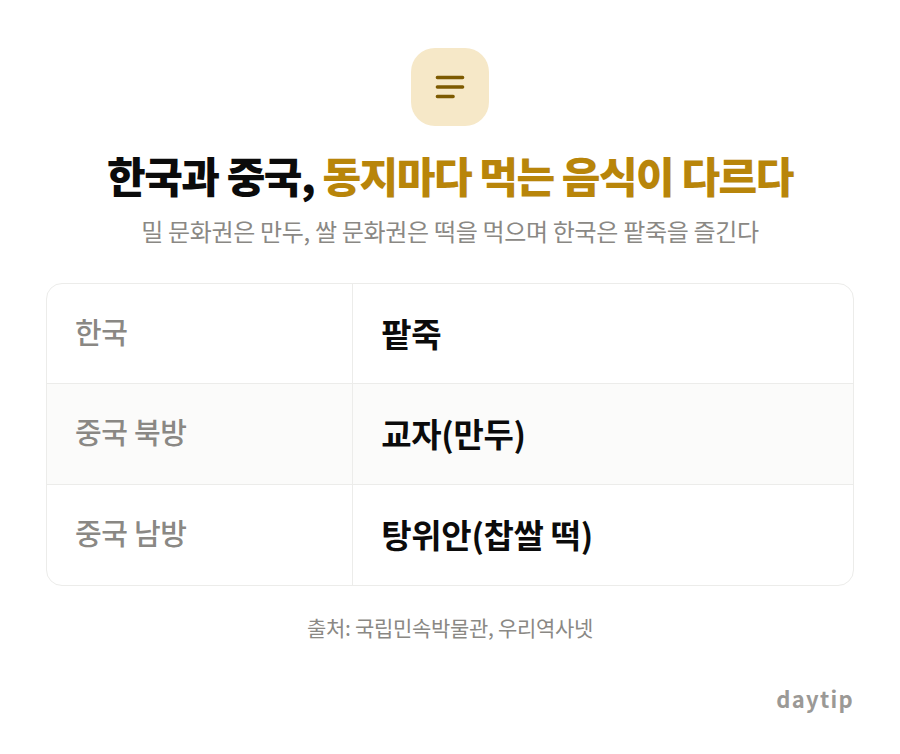 한국과 중국, 동지마다 먹는 음식이 다르다
밀 문화권은 만두, 쌀 문화권은 떡을 먹으며 한국은 팥죽을 즐긴다
한국
팥죽
중국 북방
교자(만두)
중국 남방
탕위안(찹쌀 떡)
출처: 국립민속박물관, 우리역사넷
daytip